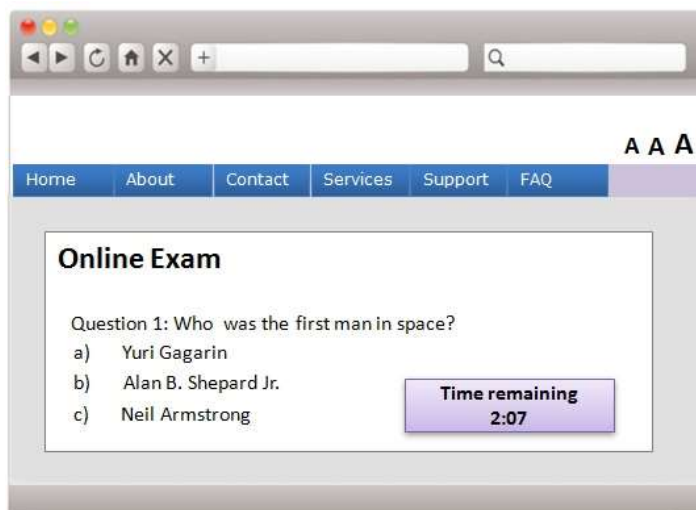 A A A
Home About Contact Services Support FAQ
Online Exam
Question 1: Who was the first man in space?
a) Yuri Gagarin
b) Alan B. Shepard Jr.
c) Neil Armstrong
Time remaining
2:07